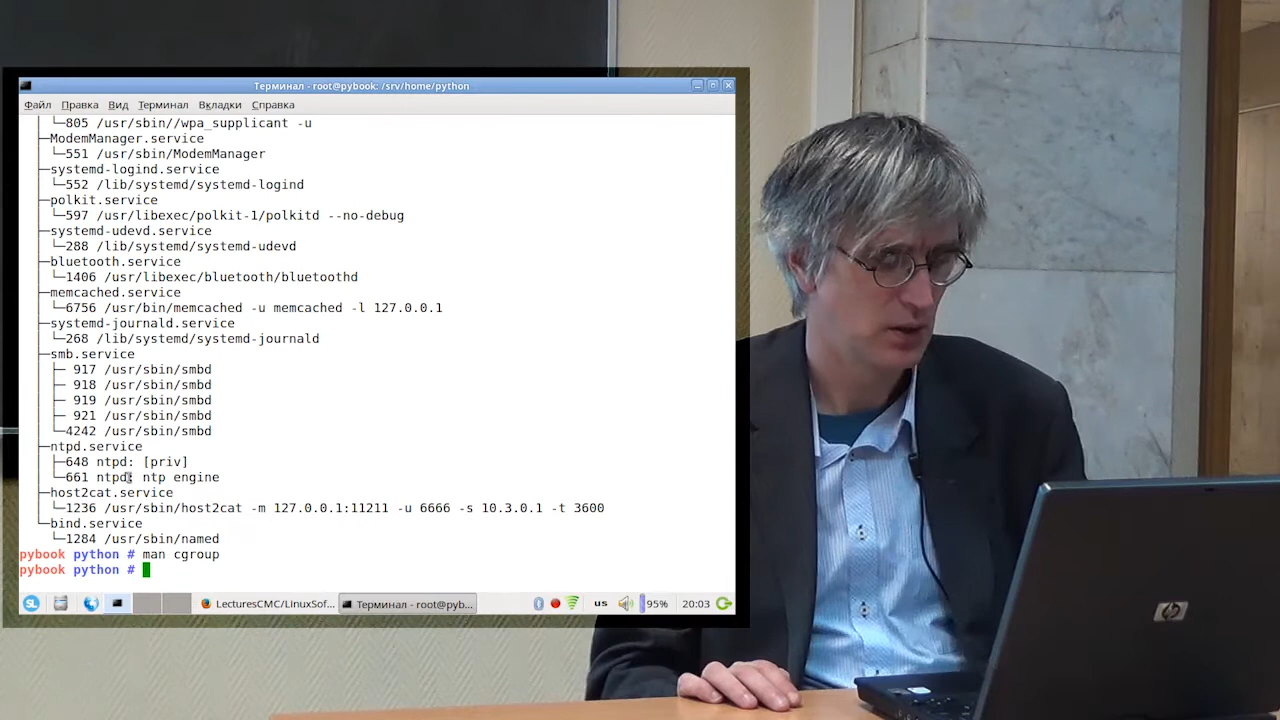 Терминал - root@pybook: /srv/home/python
Файл Правка Вид Терминал Вкладки Справка
│ └─805 /usr/sbin//wpa_supplicant -u
├─ModemManager.service
│ └─551 /usr/sbin/ModemManager
├─systemd-logind.service
│ └─552 /lib/systemd/systemd-logind
├─polkit.service
│ └─597 /usr/libexec/polkit-1/polkitd --no-debug
├─systemd-udevd.service
│ └─288 /lib/systemd/systemd-udevd
├─bluetooth.service
│ └─1406 /usr/libexec/bluetooth/bluetoothd
├─memcached.service
│ └─6756 /usr/bin/memcached -u memcached -l 127.0.0.1
├─systemd-journald.service
│ └─268 /lib/systemd/systemd-journald
├─smb.service
│ ├─ 917 /usr/sbin/smbd
│ ├─ 918 /usr/sbin/smbd
│ ├─ 919 /usr/sbin/smbd
│ ├─ 921 /usr/sbin/smbd
│ └─4242 /usr/sbin/smbd
├─ntpd.service
│ ├─648 ntpd: [priv]
│ └─661 ntpd: ntp engine
├─host2cat.service
│ └─1236 /usr/sbin/host2cat -m 127.0.0.1:11211 -u 6666 -s 10.3.0.1 -t 3600
└─bind.service
└─1284 /usr/sbin/named
pybook python # man cgroup
pybook python #
SL LecturesCMC/LinuxSof... Терминал - root@pyb... us 95% 20:03
hp